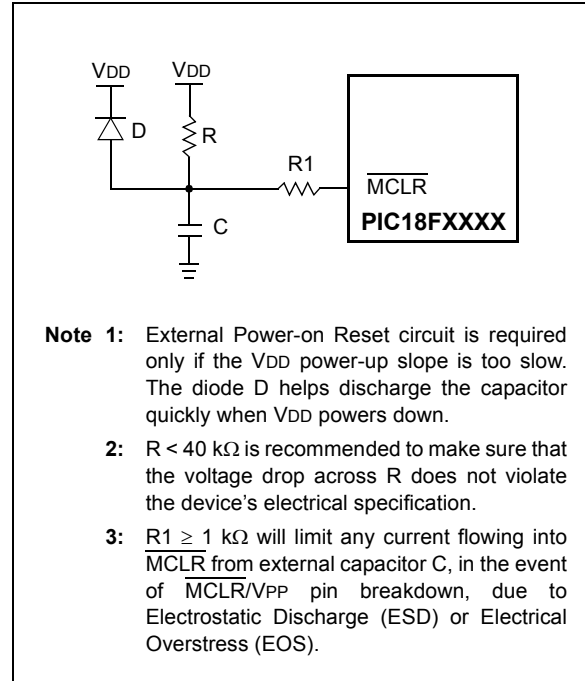 VDD VDD
D
R
R1
MCLR
PIC18FXXXX
C
Note 1: External Power-on Reset circuit is required
only if the VDD power-up slope is too slow.
The diode D helps discharge the capacitor
quickly when VDD powers down.
2: R < 40 kΩ is recommended to make sure that
the voltage drop across R does not violate
the device's electrical specification.
3: R1 ≥ 1 kΩ will limit any current flowing into
MCLR from external capacitor C, in the event
of MCLR/VPP pin breakdown, due to
Electrostatic Discharge (ESD) or Electrical
Overstress (EOS).